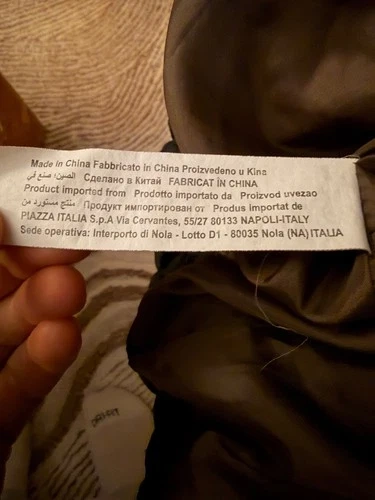 Made in China Fabbricato in China Proizvedeno u Kina
الصين: صنع في Сделано в Китай FABRICAT ÎN CHINA
Product imported from Prodotto importato da Proizvod uvezao
منتج مستورد من Продукт импортирован от Produs importat de
PIAZZA ITALIA S.p.A Via Cervantes, 55/27 80133 NAPOLI-ITALY
Sede operativa: Interporto di Nola - Lotto D1 - 80035 Nola (NA) ITALIA